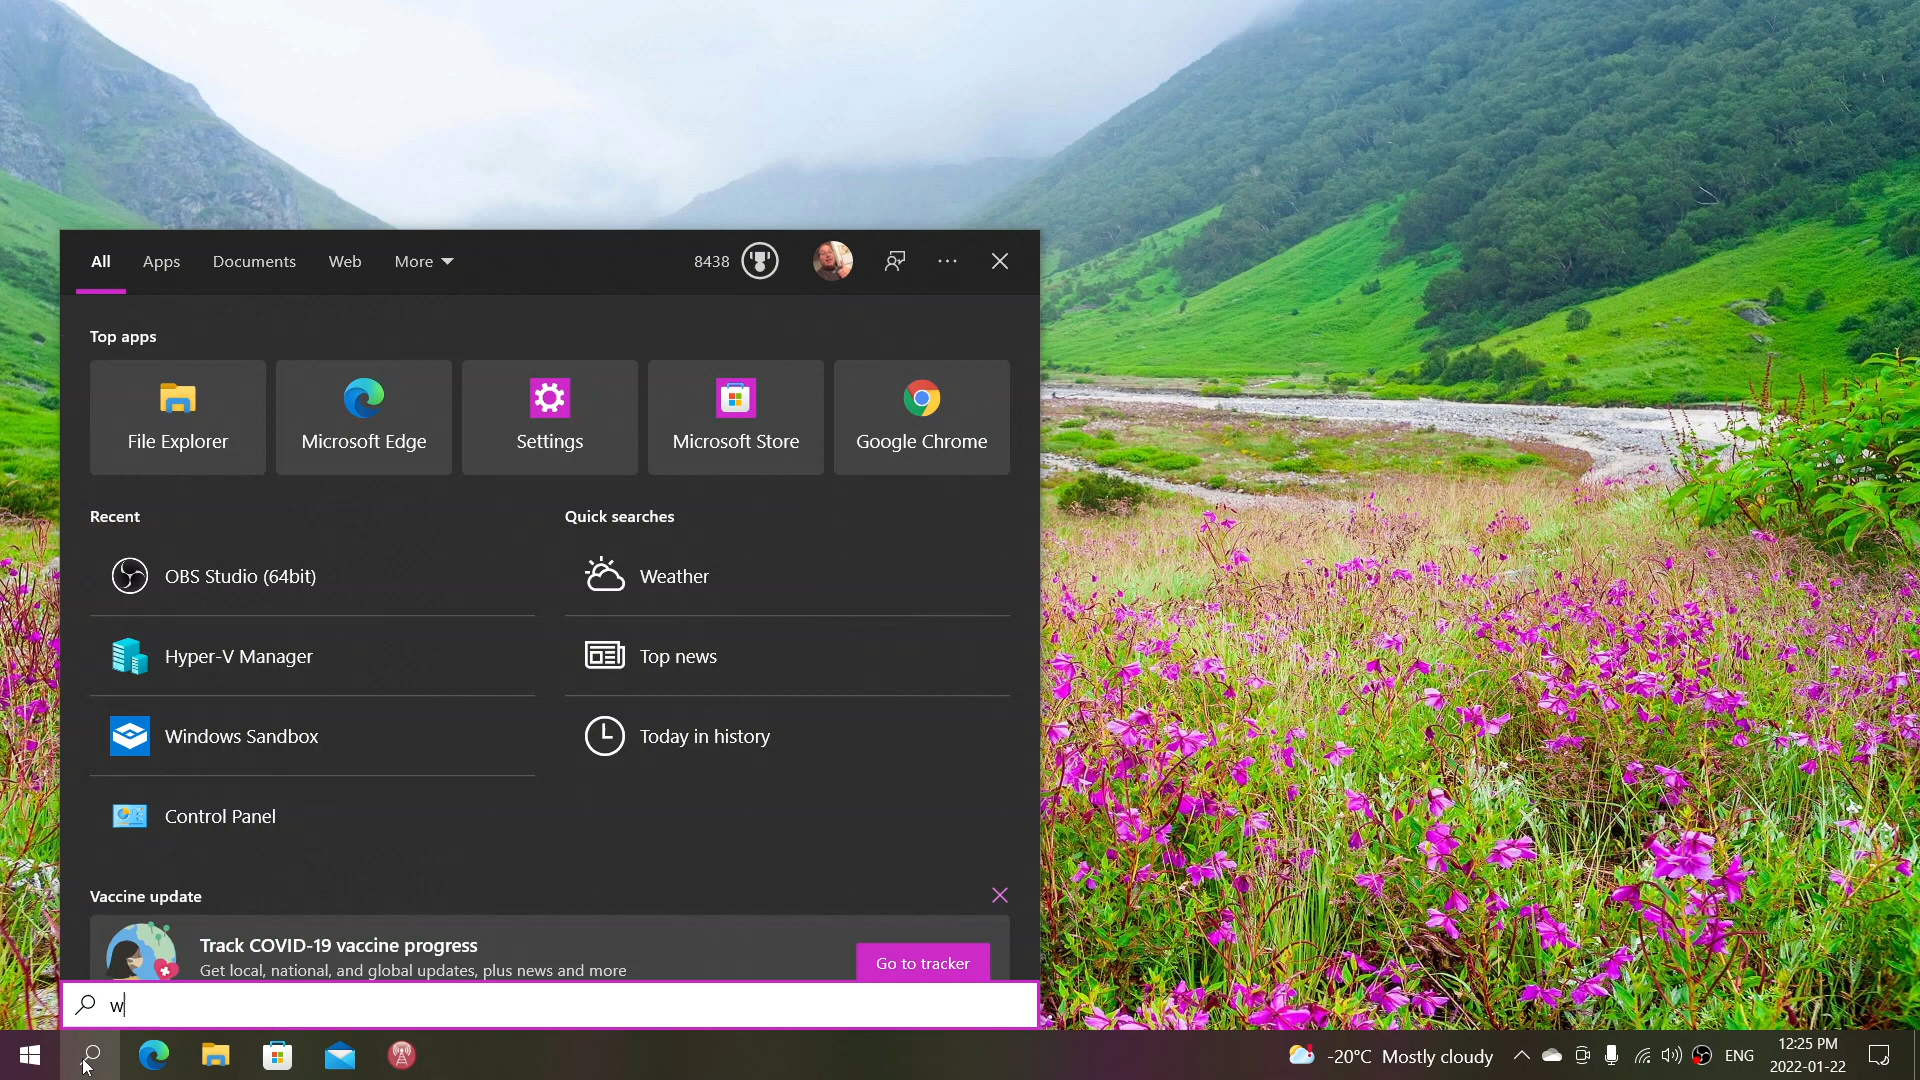 All Apps Documents Web More 8438
Top apps
File Explorer Microsoft Edge Settings Microsoft Store Google Chrome
Recent Quick searches
OBS Studio (64bit) Weather
Hyper-V Manager Top news
Windows Sandbox Today in history
Control Panel
Vaccine update
Track COVID-19 vaccine progress
Get local, national, and global updates, plus news and more
Go to tracker
w
-20°C Mostly cloudy ENG 12:25 PM
2022-01-22